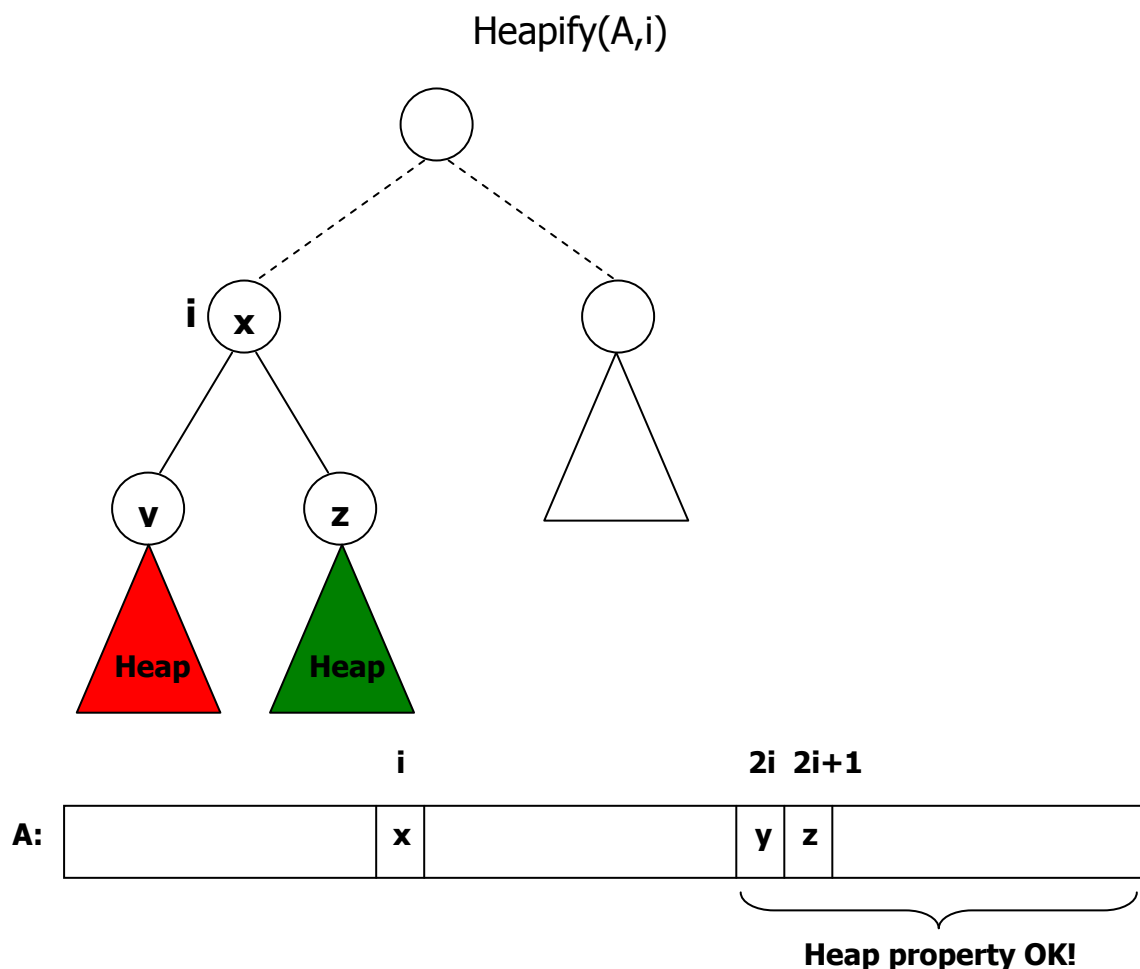 Heapify(A,i)
i x
v z
Heap Heap
i 2i 2i+1
A: x y z
Heap property OK!